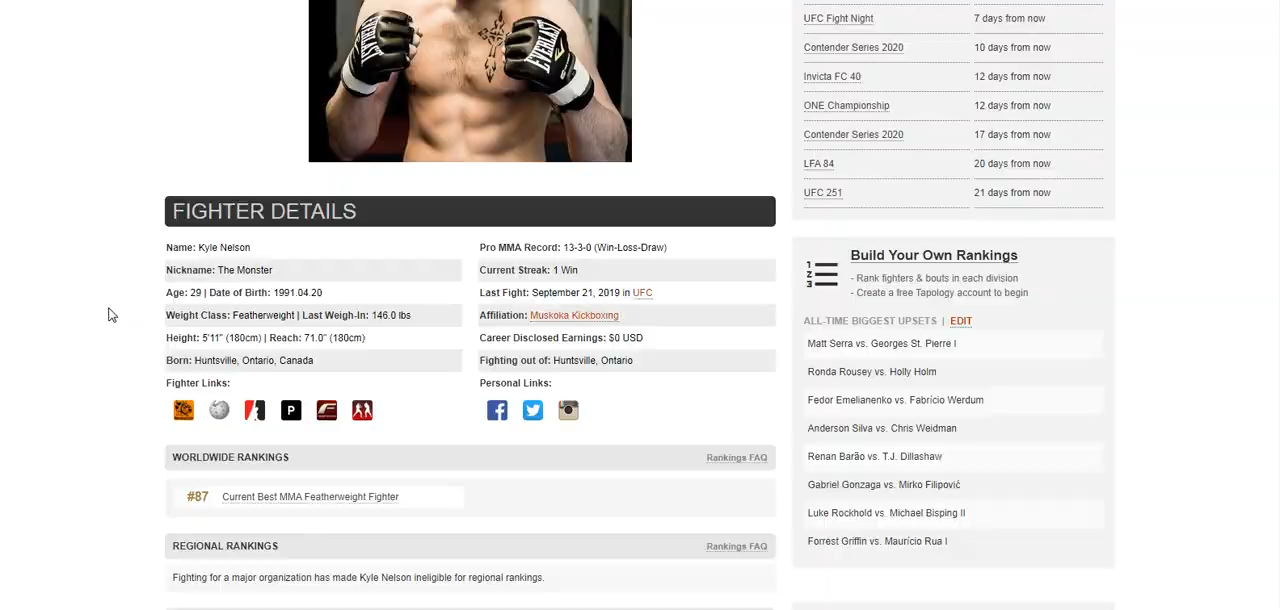 EVERLAST
EVERLAST
FIGHTER DETAILS
Name: Kyle Nelson
Pro MMA Record: 13-3-0 (Win-Loss-Draw)
Nickname: The Monster
Current Streak: 1 Win
Age: 29 | Date of Birth: 1991.04.20
Last Fight: September 21, 2019 in UFC
Weight Class: Featherweight | Last Weigh-In: 146.0 lbs
Affiliation: Muskoka Kickboxing
Height: 5'11" (180cm) | Reach: 71.0" (180cm)
Career Disclosed Earnings: $0 USD
Born: Huntsville, Ontario, Canada
Fighting out of: Huntsville, Ontario
Fighter Links:
Personal Links:
P
WORLDWIDE RANKINGS
Rankings FAQ
#87 Current Best MMA Featherweight Fighter
REGIONAL RANKINGS
Rankings FAQ
Fighting for a major organization has made Kyle Nelson ineligible for regional rankings.
UFC Fight Night 7 days from now
Contender Series 2020 10 days from now
Invicta FC 40 12 days from now
ONE Championship 12 days from now
Contender Series 2020 17 days from now
LFA 84 20 days from now
UFC 251 21 days from now
1
2
3
Build Your Own Rankings
- Rank fighters & bouts in each division
- Create a free Tapology account to begin
ALL-TIME BIGGEST UPSETS | EDIT
Matt Serra vs. Georges St. Pierre I
Ronda Rousey vs. Holly Holm
Fedor Emelianenko vs. Fabrício Werdum
Anderson Silva vs. Chris Weidman
Renan Barão vs. T.J. Dillashaw
Gabriel Gonzaga vs. Mirko Filipović
Luke Rockhold vs. Michael Bisping II
Forrest Griffin vs. Maurício Rua I